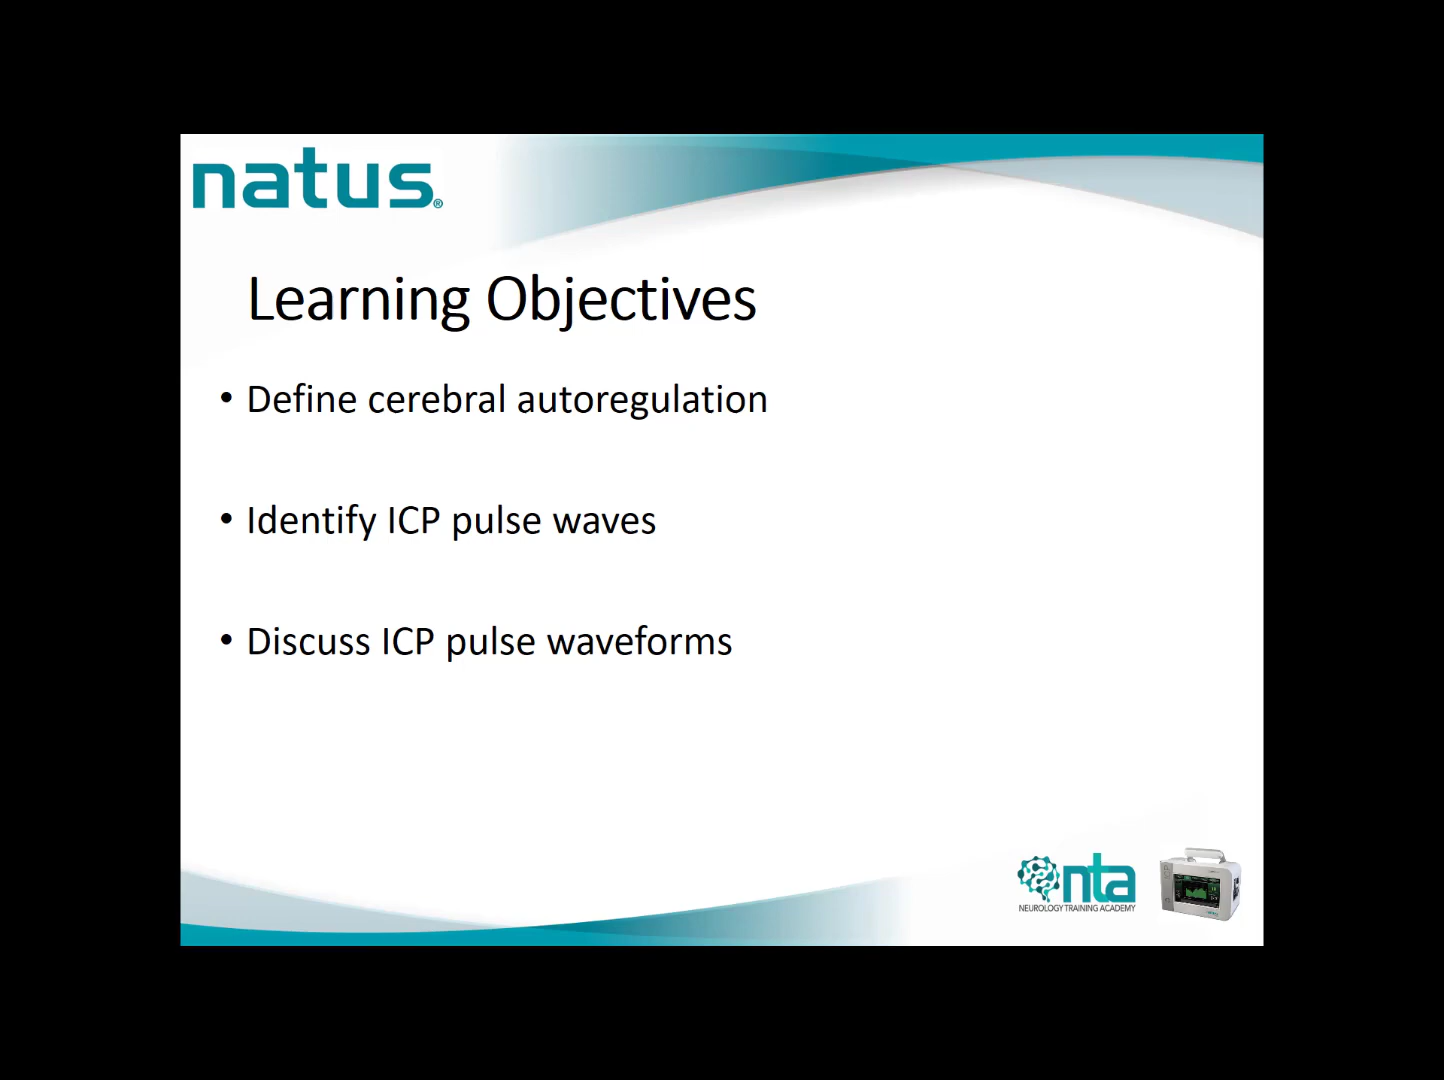 natus®
Learning Objectives
• Define cerebral autoregulation
• Identify ICP pulse waves
• Discuss ICP pulse waveforms
nta
NEUROLOGY TRAINING ACADEMY